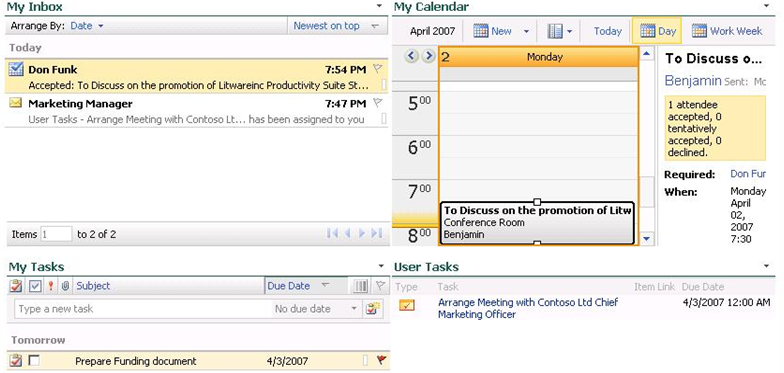 My Inbox
Arrange By: Date
Newest on top
Today
Don Funk 7:54 PM
Accepted: To Discuss on the promotion of Litwareinc Productivity Suite St...
Marketing Manager 7:47 PM
User Tasks - Arrange Meeting with Contoso Lt... has been assigned to you
Items 1 to 2 of 2
My Calendar
April 2007 New Today Day Work Week
2 Monday
5 00
6 00
7 00
8 00
To Discuss on the promotion of Litw
Conference Room
Benjamin
To Discuss o...
Benjamin Sent: Mo
1 attendee
accepted, 0
tentatively
accepted, 0
declined.
Required: Don Fun
When: Monday
April
02,
2007
7:30
My Tasks
Subject Due Date
Type a new task No due date
Tomorrow
Prepare Funding document 4/3/2007
User Tasks
Type Task Item Link Due Date
Arrange Meeting with Contoso Ltd Chief 4/3/2007 12:00 AM
Marketing Officer